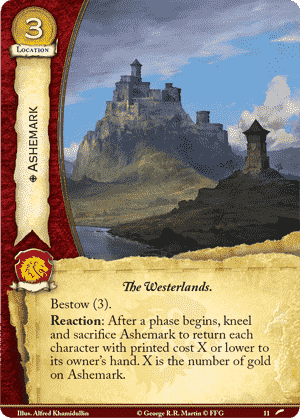 3
LOCATION
ASHEMARK
The Westerlands.
Bestow (3).
Reaction: After a phase begins, kneel
and sacrifice Ashemark to return each
character with printed cost X or lower to
its owner's hand. X is the number of gold
on Ashemark.
Illus. Alfred Khamidullin © George R.R. Martin © FFG 11